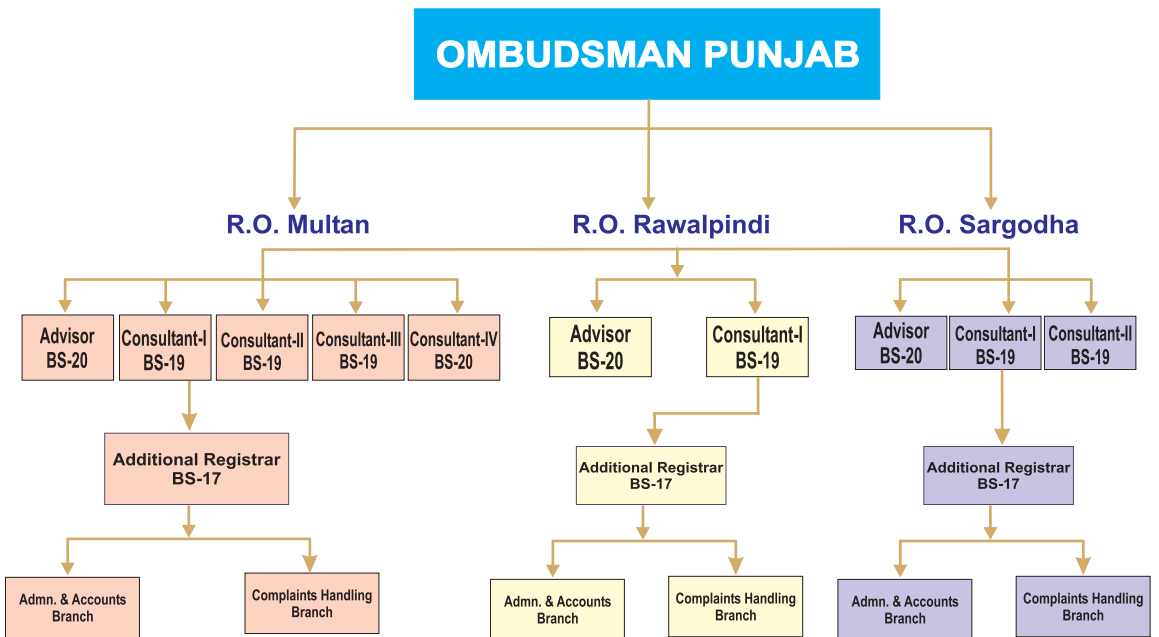 OMBUDSMAN PUNJAB
R.O. Multan
R.O. Rawalpindi
R.O. Sargodha
Advisor
BS-20
Consultant-I
BS-19
Consultant-II
BS-19
Consultant-III
BS-19
Consultant-IV
BS-20
Advisor
BS-20
Consultant-I
BS-19
Advisor
BS-20
Consultant-I
BS-19
Consultant-II
BS-19
Additional Registrar
BS-17
Additional Registrar
BS-17
Additional Registrar
BS-17
Admn. & Accounts
Branch
Complaints Handling
Branch
Admn. & Accounts
Branch
Complaints Handling
Branch
Admn. & Accounts
Branch
Complaints Handling
Branch